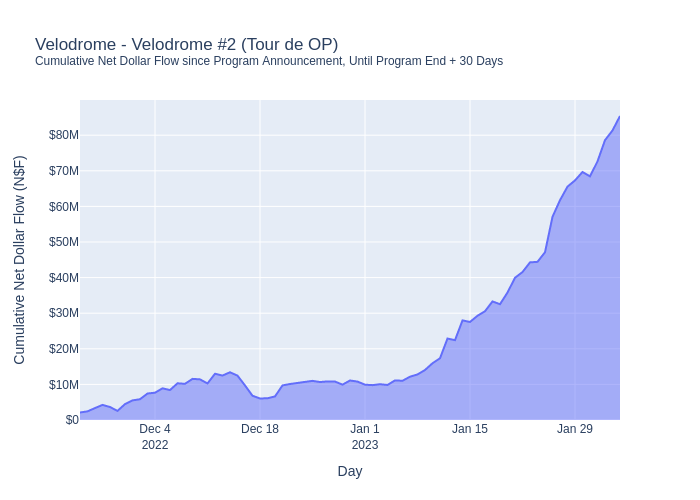 Velodrome - Velodrome #2 (Tour de OP)
Cumulative Net Dollar Flow since Program Announcement, Until Program End + 30 Days
Cumulative Net Dollar Flow (N$F)
$80M
$70M
$60M
$50M
$40M
$30M
$20M
$10M
$0
Dec 4
2022
Dec 18
Jan 1
2023
Jan 15
Jan 29
Day